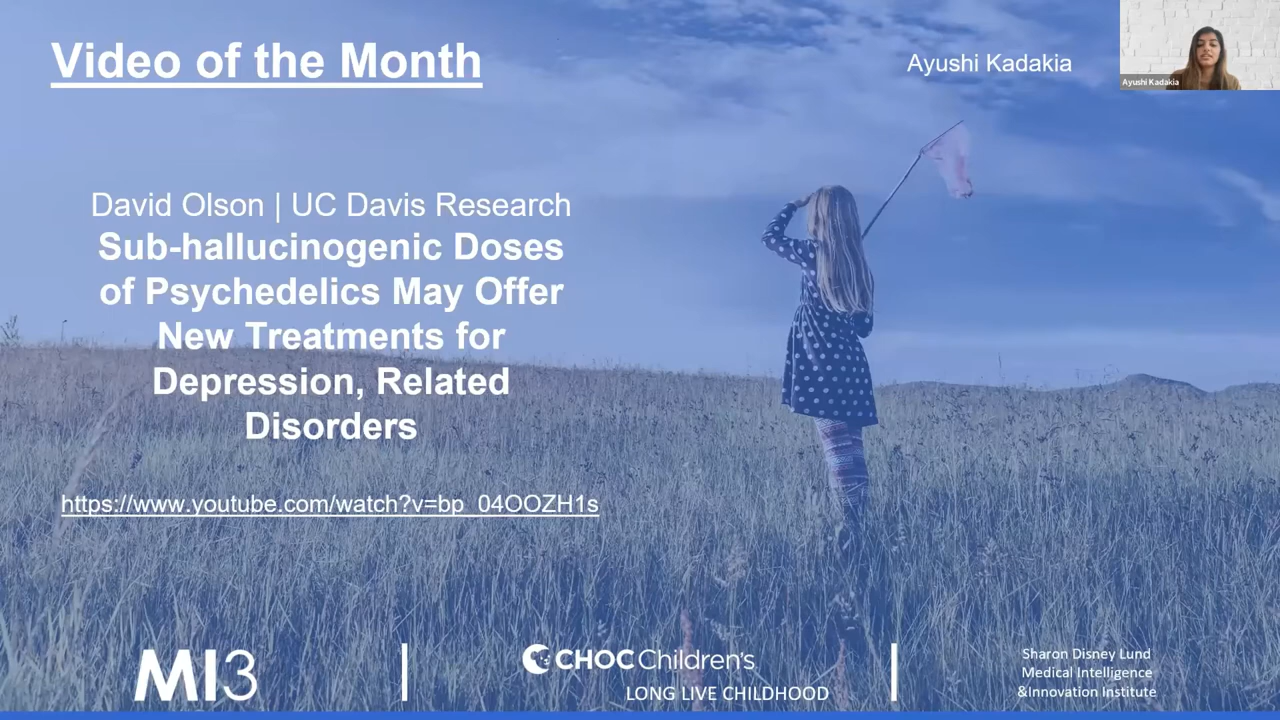 Video of the Month
Ayushi Kadakia
Ayushi Kadakia
David Olson | UC Davis Research
Sub-hallucinogenic Doses
of Psychedelics May Offer
New Treatments for
Depression, Related
Disorders
https://www.youtube.com/watch?v=bp_04OOZH1s
MI3
CHOC Children's
LONG LIVE CHILDHOOD
Sharon Disney Lund
Medical Intelligence
&Innovation Institute